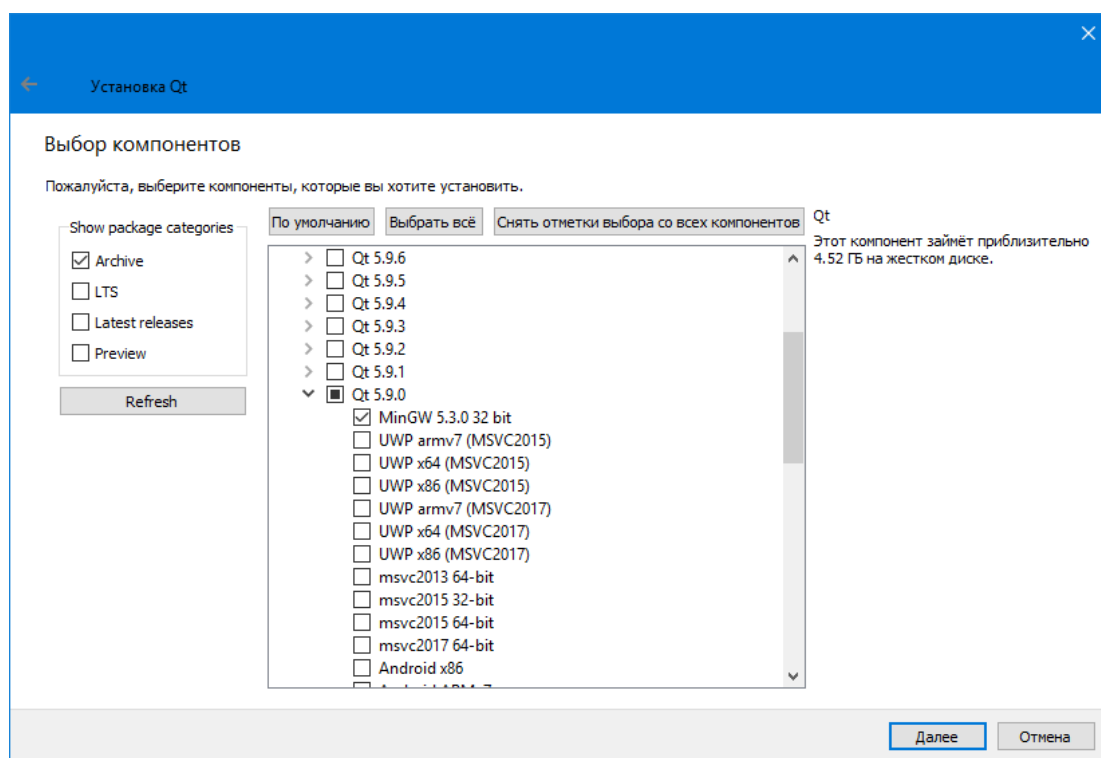 Установка Qt
Выбор компонентов
Пожалуйста, выберите компоненты, которые вы хотите установить.
Show package categories
Archive
LTS
Latest releases
Preview
Refresh
По умолчанию
Выбрать всё
Снять отметки выбора со всех компонентов
Qt 5.9.6
Qt 5.9.5
Qt 5.9.4
Qt 5.9.3
Qt 5.9.2
Qt 5.9.1
Qt 5.9.0
MinGW 5.3.0 32 bit
UWP armv7 (MSVC2015)
UWP x64 (MSVC2015)
UWP x86 (MSVC2015)
UWP armv7 (MSVC2017)
UWP x64 (MSVC2017)
UWP x86 (MSVC2017)
msvc2013 64-bit
msvc2015 32-bit
msvc2015 64-bit
msvc2017 64-bit
Android x86
Qt
Этот компонент займёт приблизительно
4.52 ГБ на жестком диске.
Далее
Отмена